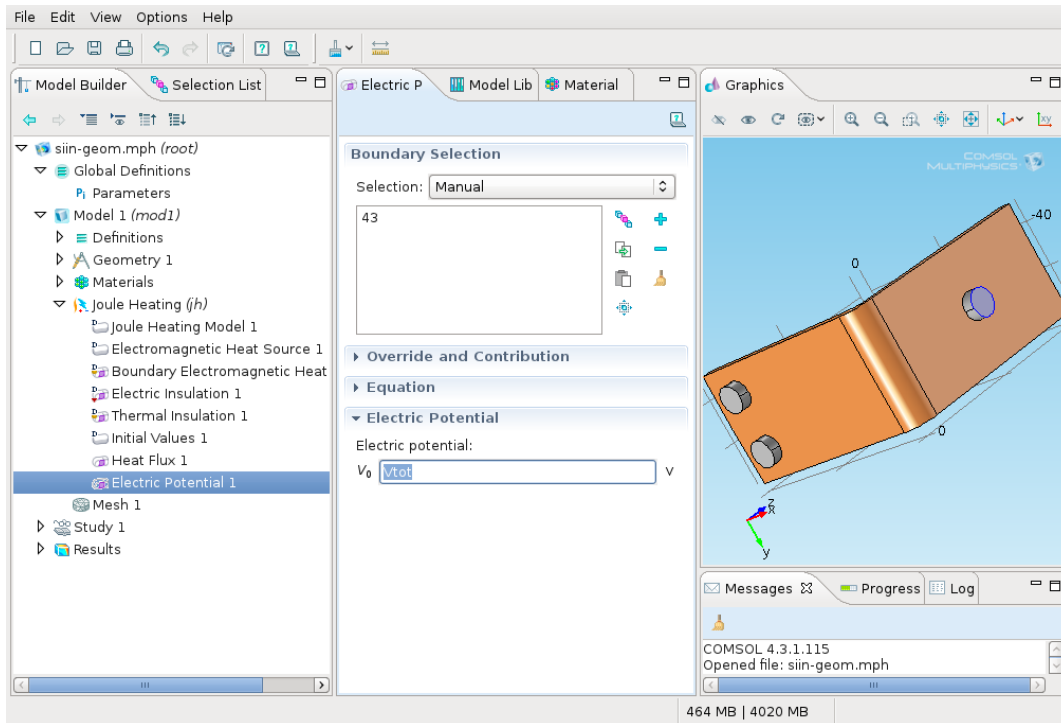 File Edit View Options Help
Model Builder
Selection List
Electric P
Model Lib
Material
Graphics
siin-geom.mph (root)
Global Definitions
Pi Parameters
Model 1 (mod1)
Definitions
Geometry 1
Materials
Joule Heating (jh)
Joule Heating Model 1
Electromagnetic Heat Source 1
Boundary Electromagnetic Heat
Electric Insulation 1
Thermal Insulation 1
Initial Values 1
Heat Flux 1
Electric Potential 1
Mesh 1
Study 1
Results
Boundary Selection
Selection: Manual
43
Override and Contribution
Equation
Electric Potential
Electric potential:
V0 Vtot V
xy
COMSOL
MULTIPHYSICS
-40
0
0
z
x
y
Messages
Progress
Log
COMSOL 4.3.1.115
Opened file: siin-geom.mph
464 MB | 4020 MB